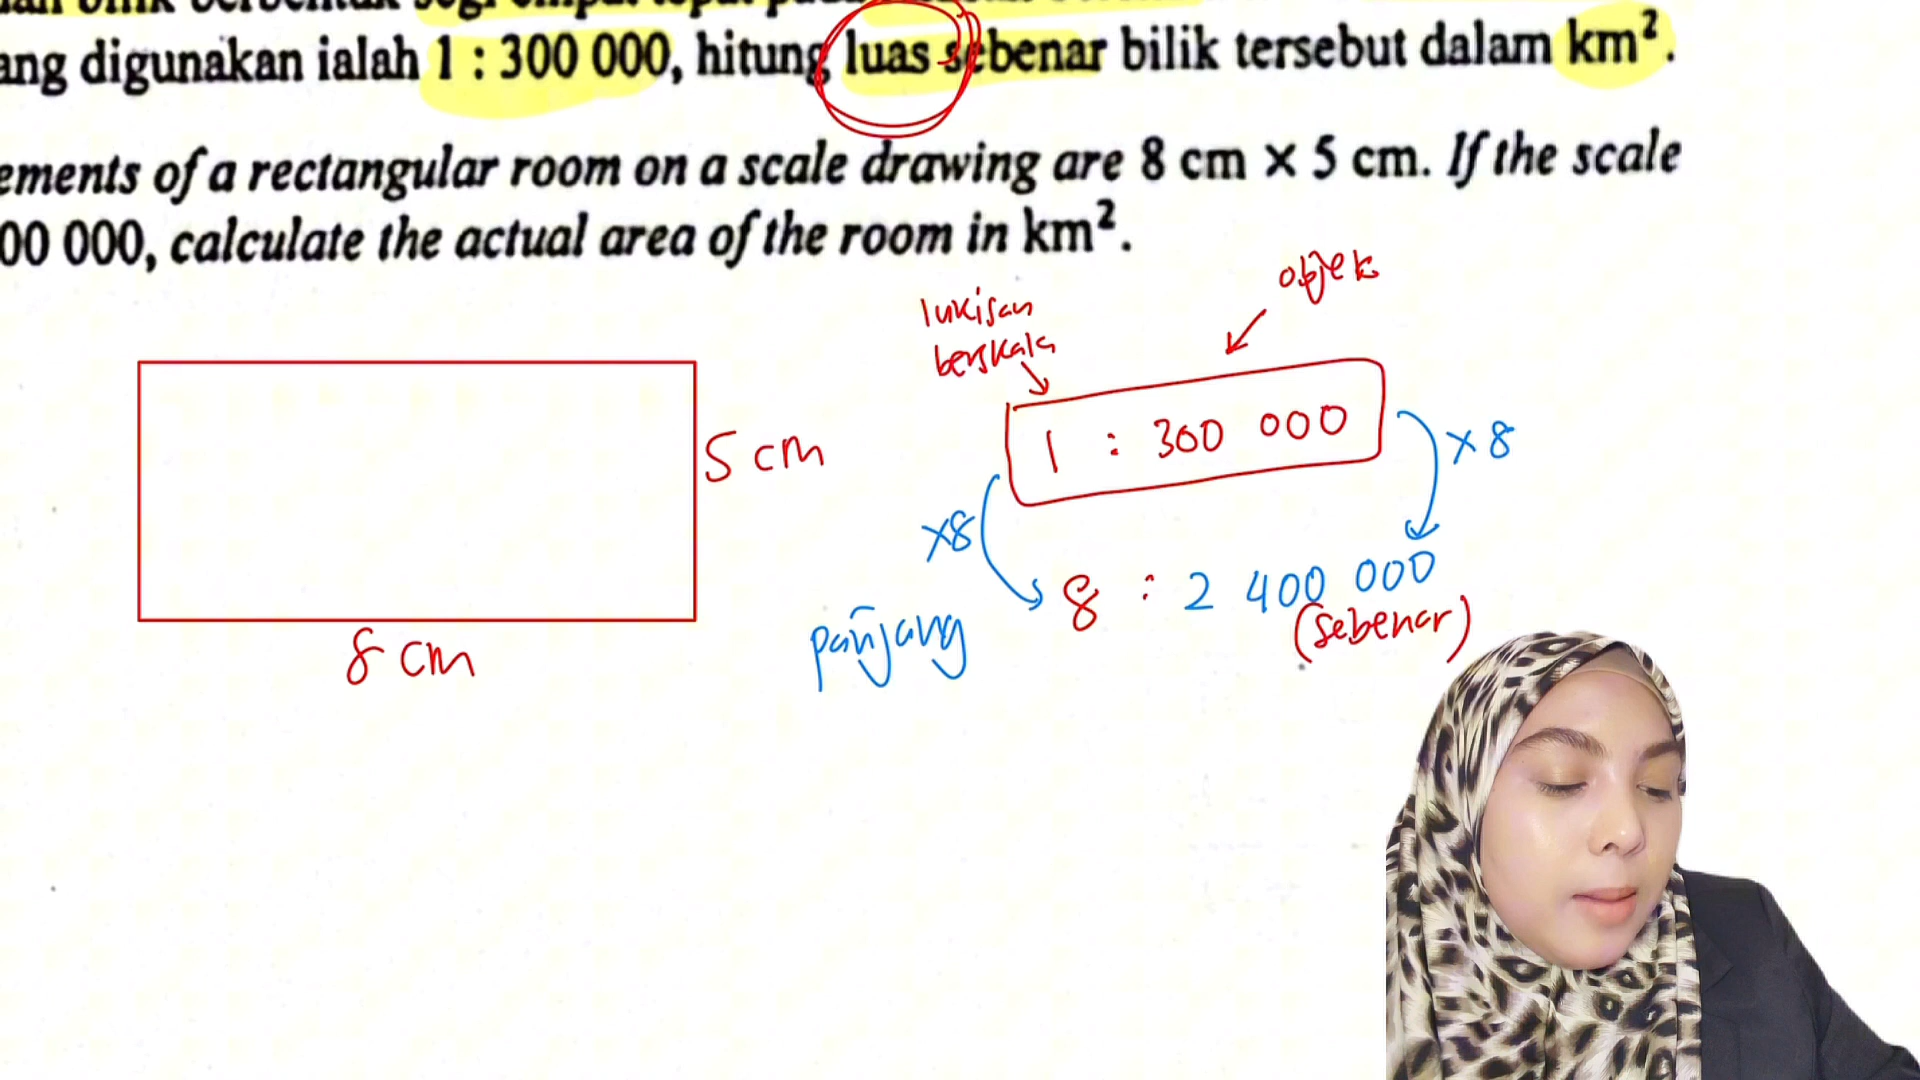 digunakan ialah 1 : 300 000, hitung luas sebenar bilik tersebut dalam km².
of a rectangular room on a scale drawing are 8 cm × 5 cm. If the scale
00 000, calculate the actual area of the room in km².
objek
lukisan
berskala
1 : 300 000
5 cm
×8
×8
8 : 2 400 000
(sebenar)
panjang
8 cm